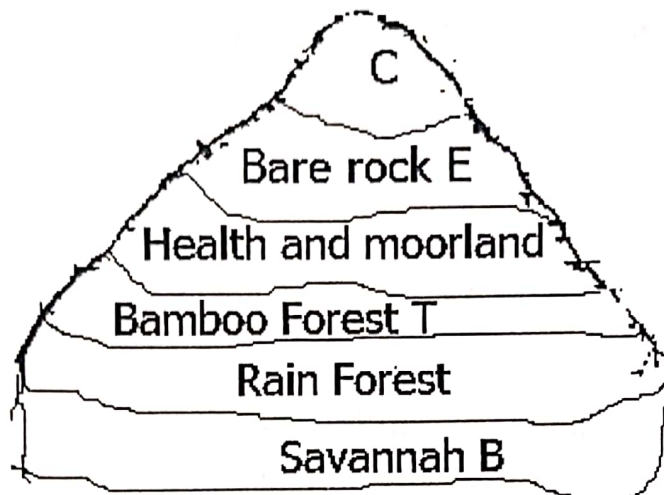 C
Bare rock E
Health and moorland
Bamboo Forest T
Rain Forest
Savannah B